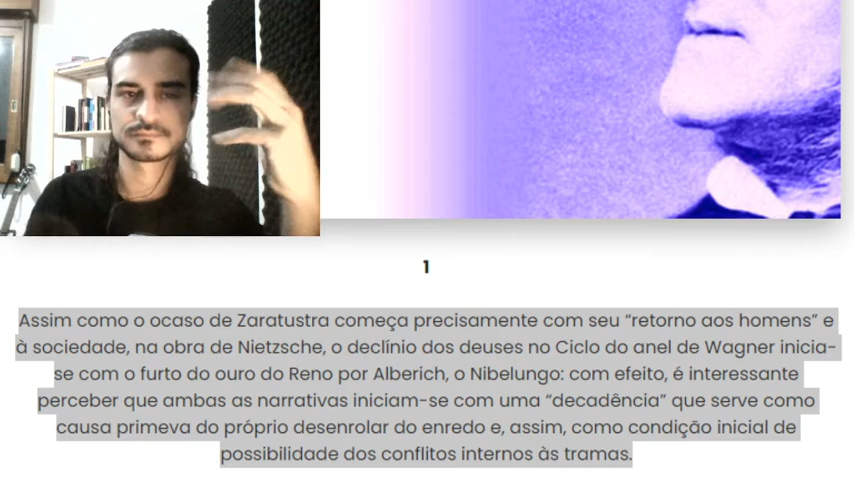 1
Assim como o ocaso de Zaratustra começa precisamente com seu “retorno aos homens” e
à sociedade, na obra de Nietzsche, o declínio dos deuses no Ciclo do anel de Wagner inicia-
se com o furto do ouro do Reno por Alberich, o Nibelungo: com efeito, é interessante
perceber que ambas as narrativas iniciam-se com uma “decadência” que serve como
causa primeva do próprio desenrolar do enredo e, assim, como condição inicial de
possibilidade dos conflitos internos às tramas.